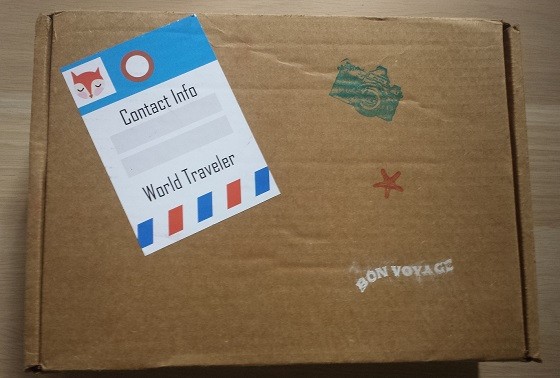 Contact Info
World Traveler
BON VOYAGE